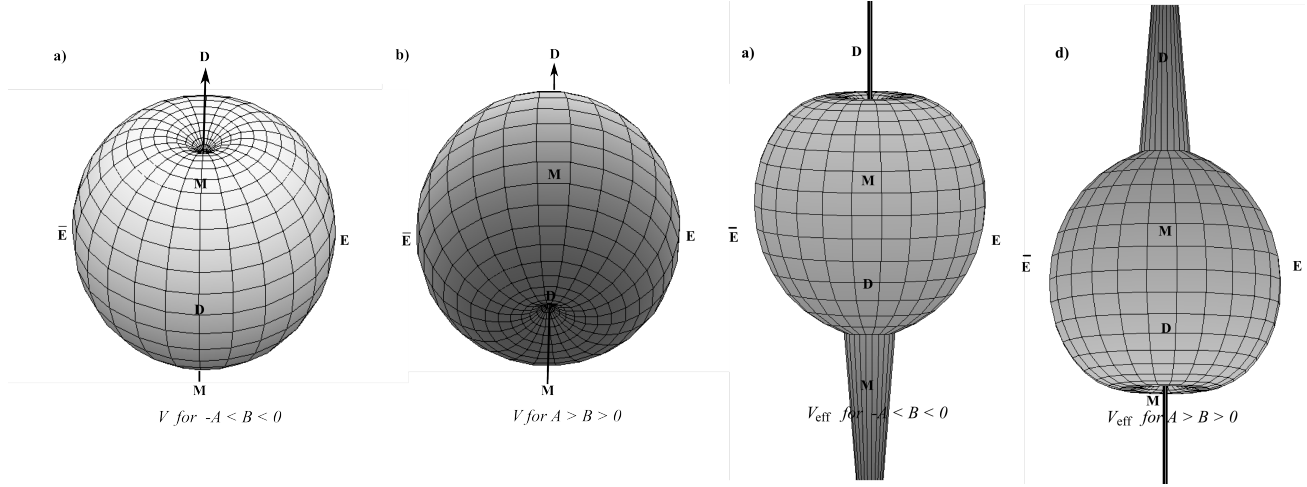 a)
D
M
Ē
E
D
M
V for -A < B < 0
b)
D
M
Ē
E
D
M
V for A > B > 0
a)
D
M
Ē
E
D
M
V_eff for -A < B < 0
d)
D
M
Ē
E
D
M
V_eff for A > B > 0